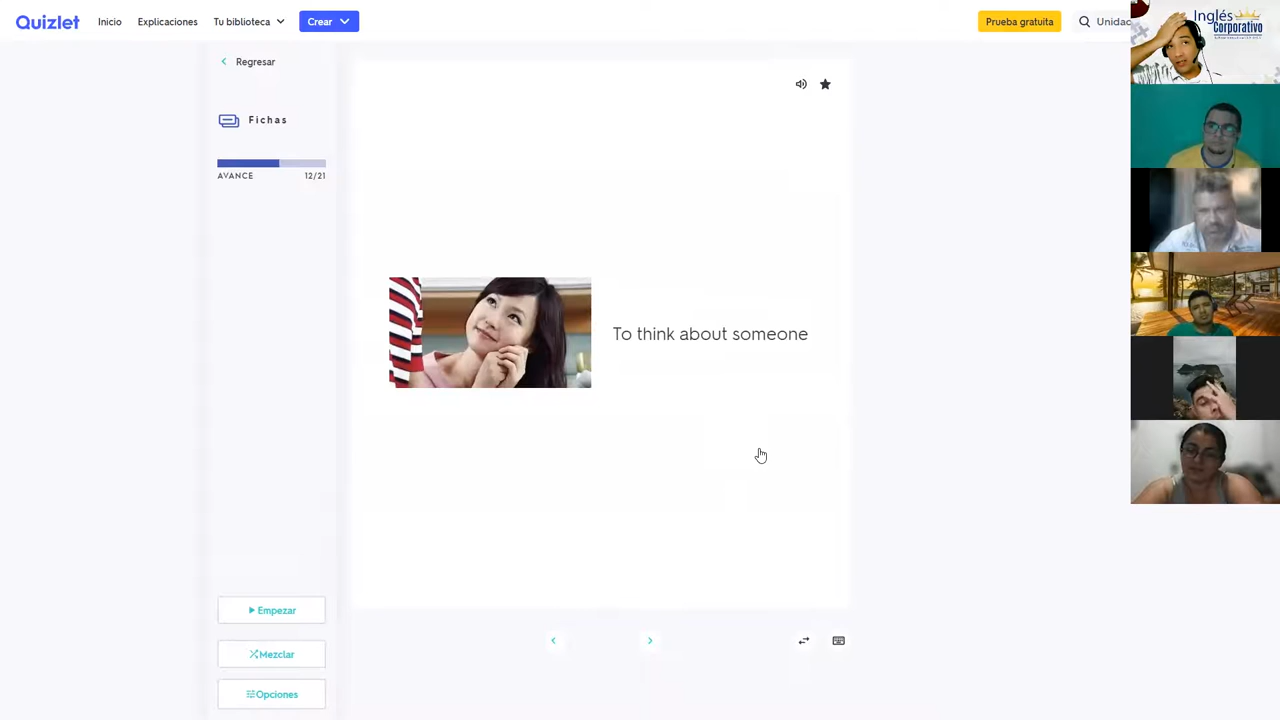 Quizlet
Inicio
Explicaciones
Tu biblioteca
Crear
Prueba gratuita
Inglés
Corporativo
Regresar
Fichas
AVANCE
12/21
To think about someone
Empezar
Mezclar
Opciones